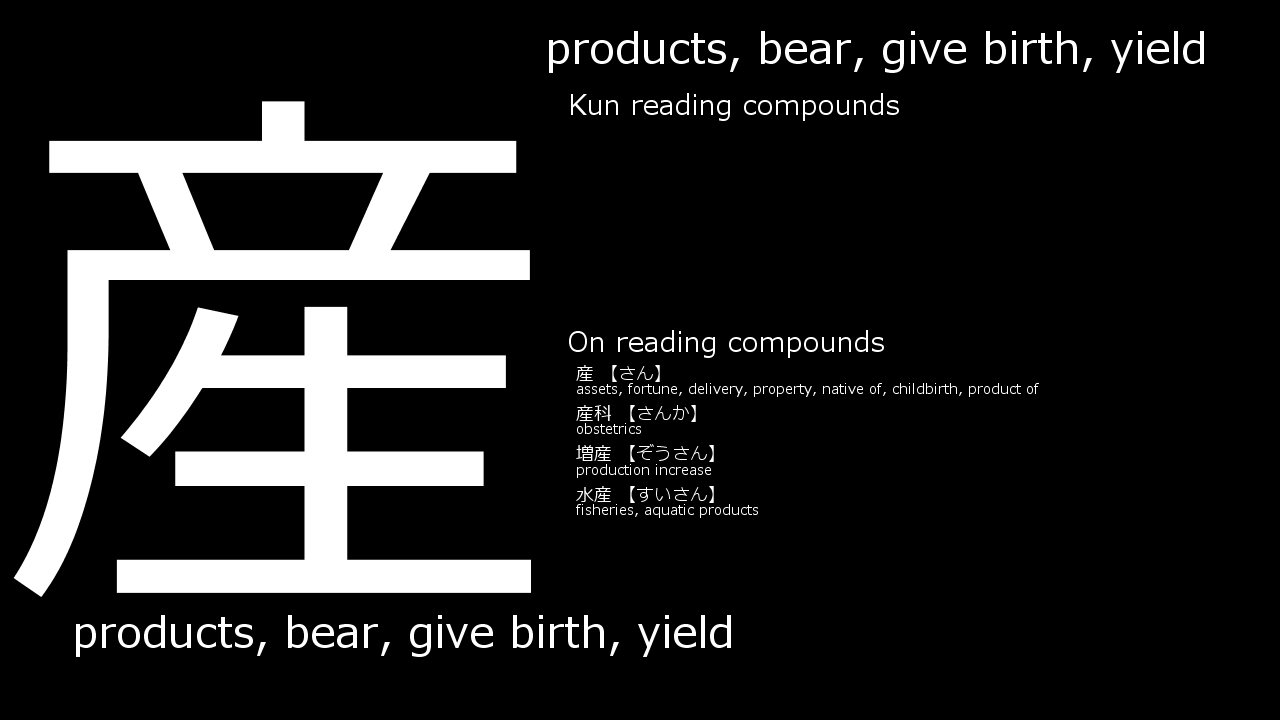 産
products, bear, give birth, yield
Kun reading compounds
On reading compounds
産 【さん】
assets, fortune, delivery, property, native of, childbirth, product of
産科 【さんか】
obstetrics
増産 【ぞうさん】
production increase
水産 【すいさん】
fisheries, aquatic products
products, bear, give birth, yield